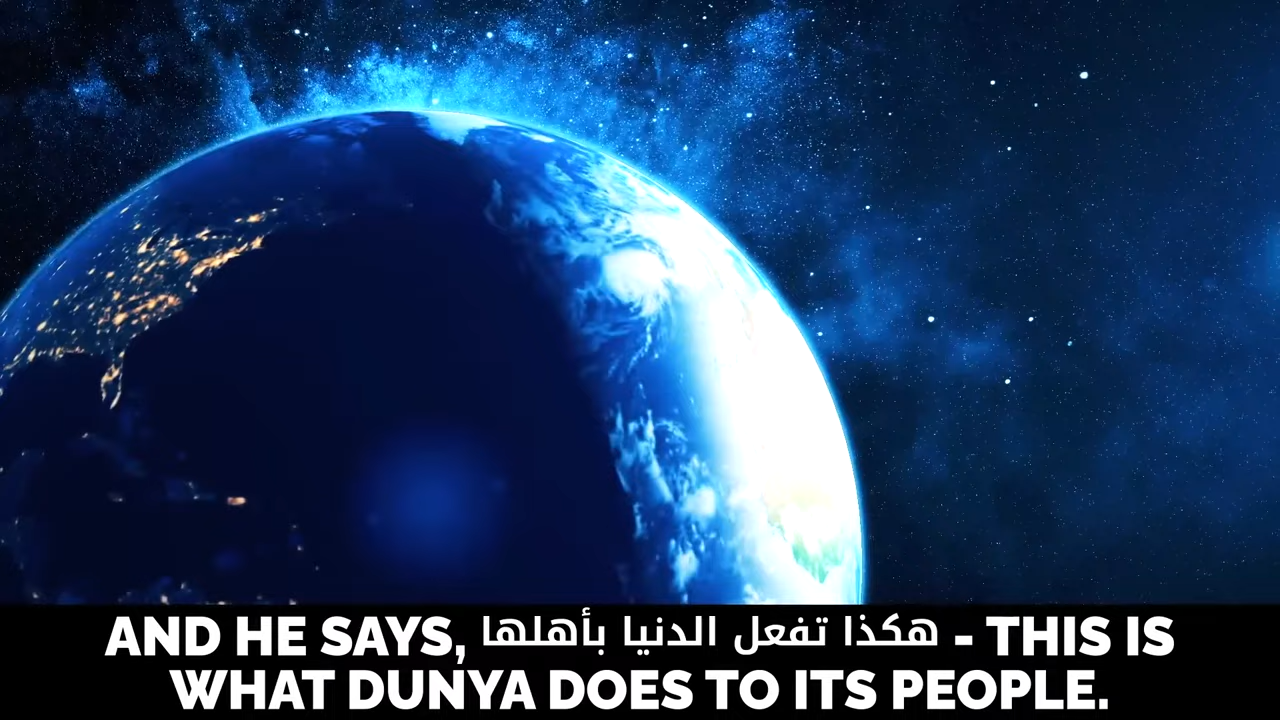 AND HE SAYS, هكذا تفعل الدنيا بأهلها - THIS IS
WHAT DUNYA DOES TO ITS PEOPLE.